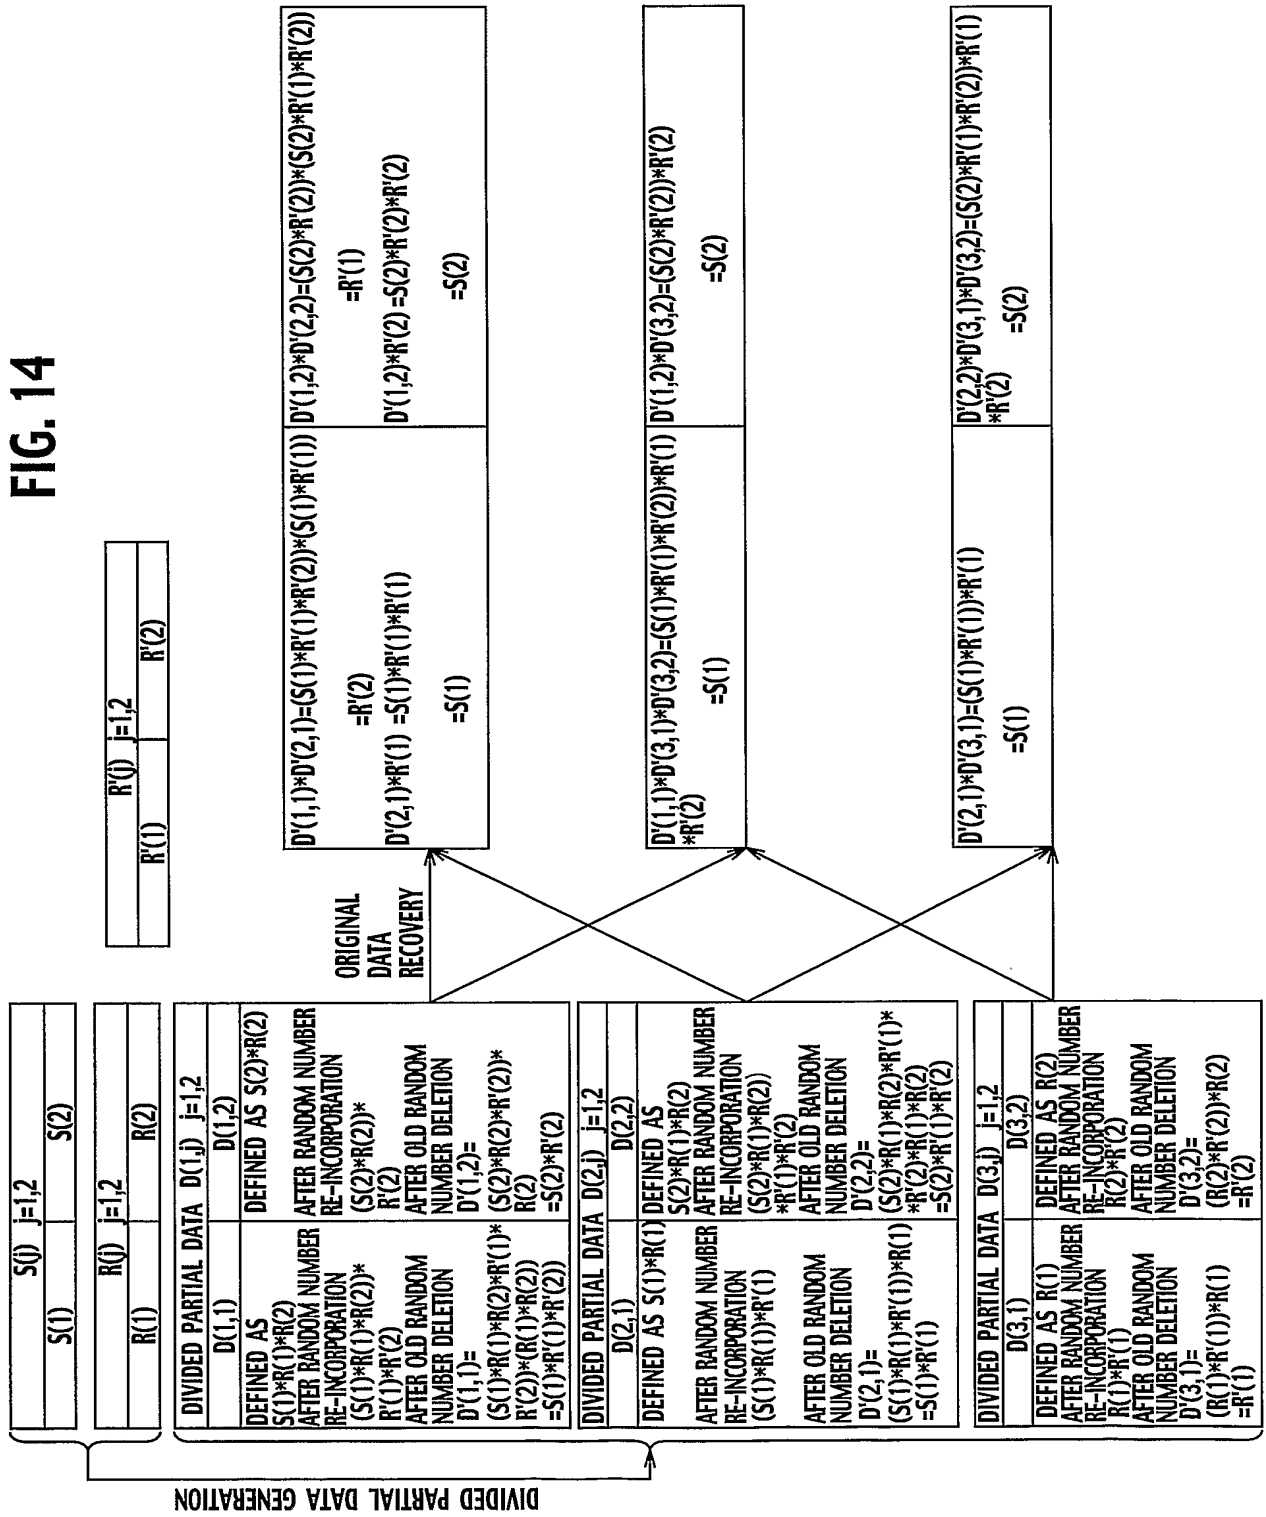 FIG. 14
S(j) j=1,2
S(1) S(2)
R(j) j=1,2
R(1) R(2)
R'(j) j=1,2
R'(1) R'(2)
DIVIDED PARTIAL DATA GENERATION
DIVIDED PARTIAL DATA D(1,j) j=1,2
D(1,1)
DEFINED AS
S(1)*R(1)*R(2)
AFTER RANDOM NUMBER
RE-INCORPORATION
(S(1)*R(1)*R(2))*
R'(1)*R'(2)
AFTER OLD RANDOM
NUMBER DELETION
D'(1,1)=
(S(1)*R(1)*R(2)*R'(1)*
R'(2))*(R(1)*R(2))
=S(1)*R'(1)*R'(2))
D(1,2)
DEFINED AS S(2)*R(2)
AFTER RANDOM NUMBER
RE-INCORPORATION
(S(2)*R(2))*
R'(2)
AFTER OLD RANDOM
NUMBER DELETION
D'(1,2)=
(S(2)*R(2)*R'(2))*
R(2)
=S(2)*R'(2)
DIVIDED PARTIAL DATA D(2,j) j=1,2
D(2,1)
DEFINED AS S(1)*R(1)
AFTER RANDOM NUMBER
RE-INCORPORATION
(S(1)*R(1))*R'(1)
AFTER OLD RANDOM
NUMBER DELETION
D'(2,1)=
(S(1)*R(1)*R'(1))*R(1)
=S(1)*R'(1)
D(2,2)
DEFINED AS
S(2)*R(1)*R(2)
AFTER RANDOM NUMBER
RE-INCORPORATION
(S(2)*R(1)*R(2))
*R'(1)*R'(2)
AFTER OLD RANDOM
NUMBER DELETION
D'(2,2)=
(S(2)*R(1)*R(2)*R'(1)*
*R'(2)*R(1)*R(2)
=S(2)*R'(1)*R'(2)
DIVIDED PARTIAL DATA D(3,j) j=1,2
D(3,1)
DEFINED AS R(1)
AFTER RANDOM NUMBER
RE-INCORPORATION
R(1)*R'(1)
AFTER OLD RANDOM
NUMBER DELETION
D'(3,1)=
(R(1)*R'(1))*R(1)
=R'(1)
D(3,2)
DEFINED AS R(2)
AFTER RANDOM NUMBER
RE-INCORPORATION
R(2)*R'(2)
AFTER OLD RANDOM
NUMBER DELETION
D'(3,2)=
(R(2)*R'(2))*R(2)
=R'(2)
ORIGINAL
DATA
RECOVERY
D'(1,1)*D'(2,1)=(S(1)*R'(1)*R'(2))*(S(1)*R'(1))
=R'(2)
D'(2,1)*R'(1) =S(1)*R'(1)*R'(1)
=S(1)
D'(1,2)*D'(2,2)=(S(2)*R'(2))*(S(2)*R'(1)*R'(2))
=R'(1)
D'(1,2)*R'(2) =S(2)*R'(2)*R'(2)
=S(2)
D'(1,1)*D'(3,1)*D'(3,2)=(S(1)*R'(1)*R'(2))*R'(1)
*R'(2)
=S(1)
D'(1,2)*D'(3,2)=(S(2)*R'(2))*R'(2)
=S(2)
D'(2,1)*D'(3,1)=(S(1)*R'(1))*R'(1)
=S(1)
D'(2,2)*D'(3,1)*D'(3,2)=(S(2)*R'(1)*R'(2))*R'(1)
*R'(2)
=S(2)